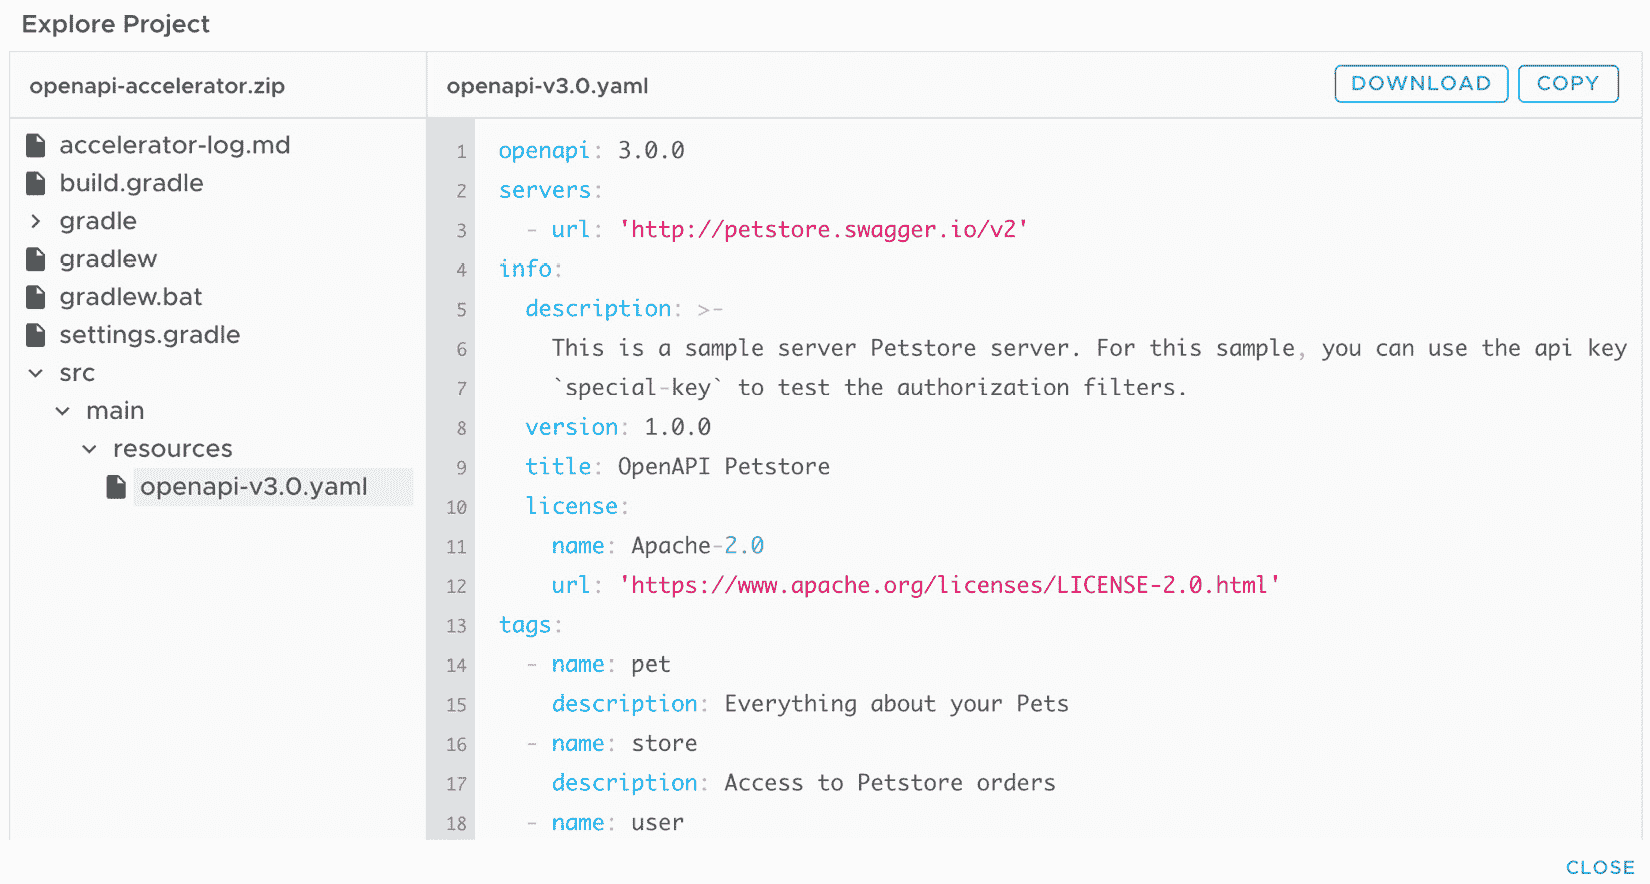 Explore Project
openapi-accelerator.zip
openapi-v3.0.yaml
DOWNLOAD
COPY
accelerator-log.md
build.gradle
gradle
gradlew
gradlew.bat
settings.gradle
src
main
resources
openapi-v3.0.yaml
1 openapi: 3.0.0
2 servers:
3   - url: 'http://petstore.swagger.io/v2'
4 info:
5   description: >-
6     This is a sample server Petstore server. For this sample, you can use the api key
7     `special-key` to test the authorization filters.
8   version: 1.0.0
9   title: OpenAPI Petstore
10   license:
11     name: Apache-2.0
12     url: 'https://www.apache.org/licenses/LICENSE-2.0.html'
13 tags:
14   - name: pet
15     description: Everything about your Pets
16   - name: store
17     description: Access to Petstore orders
18   - name: user
CLOSE